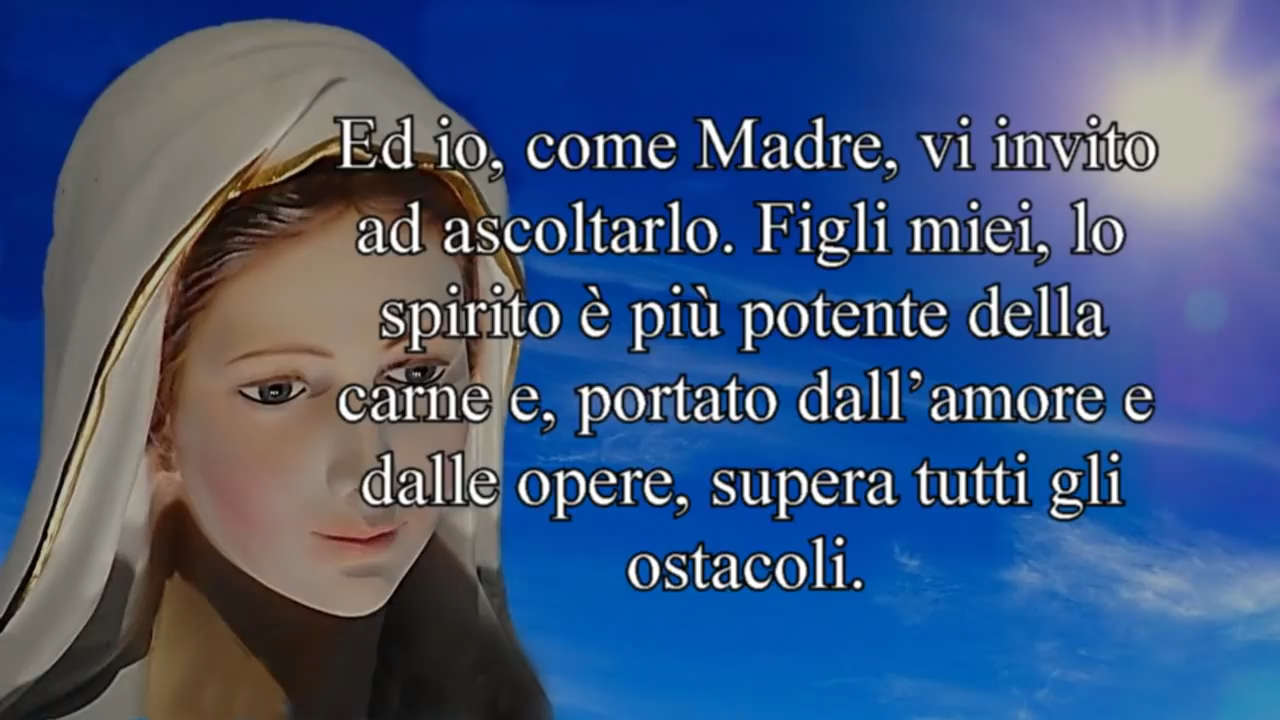 Ed io, come Madre, vi invito
ad ascoltarlo. Figli miei, lo
spirito è più potente della
carne e, portato dall’amore e
dalle opere, supera tutti gli
ostacoli.